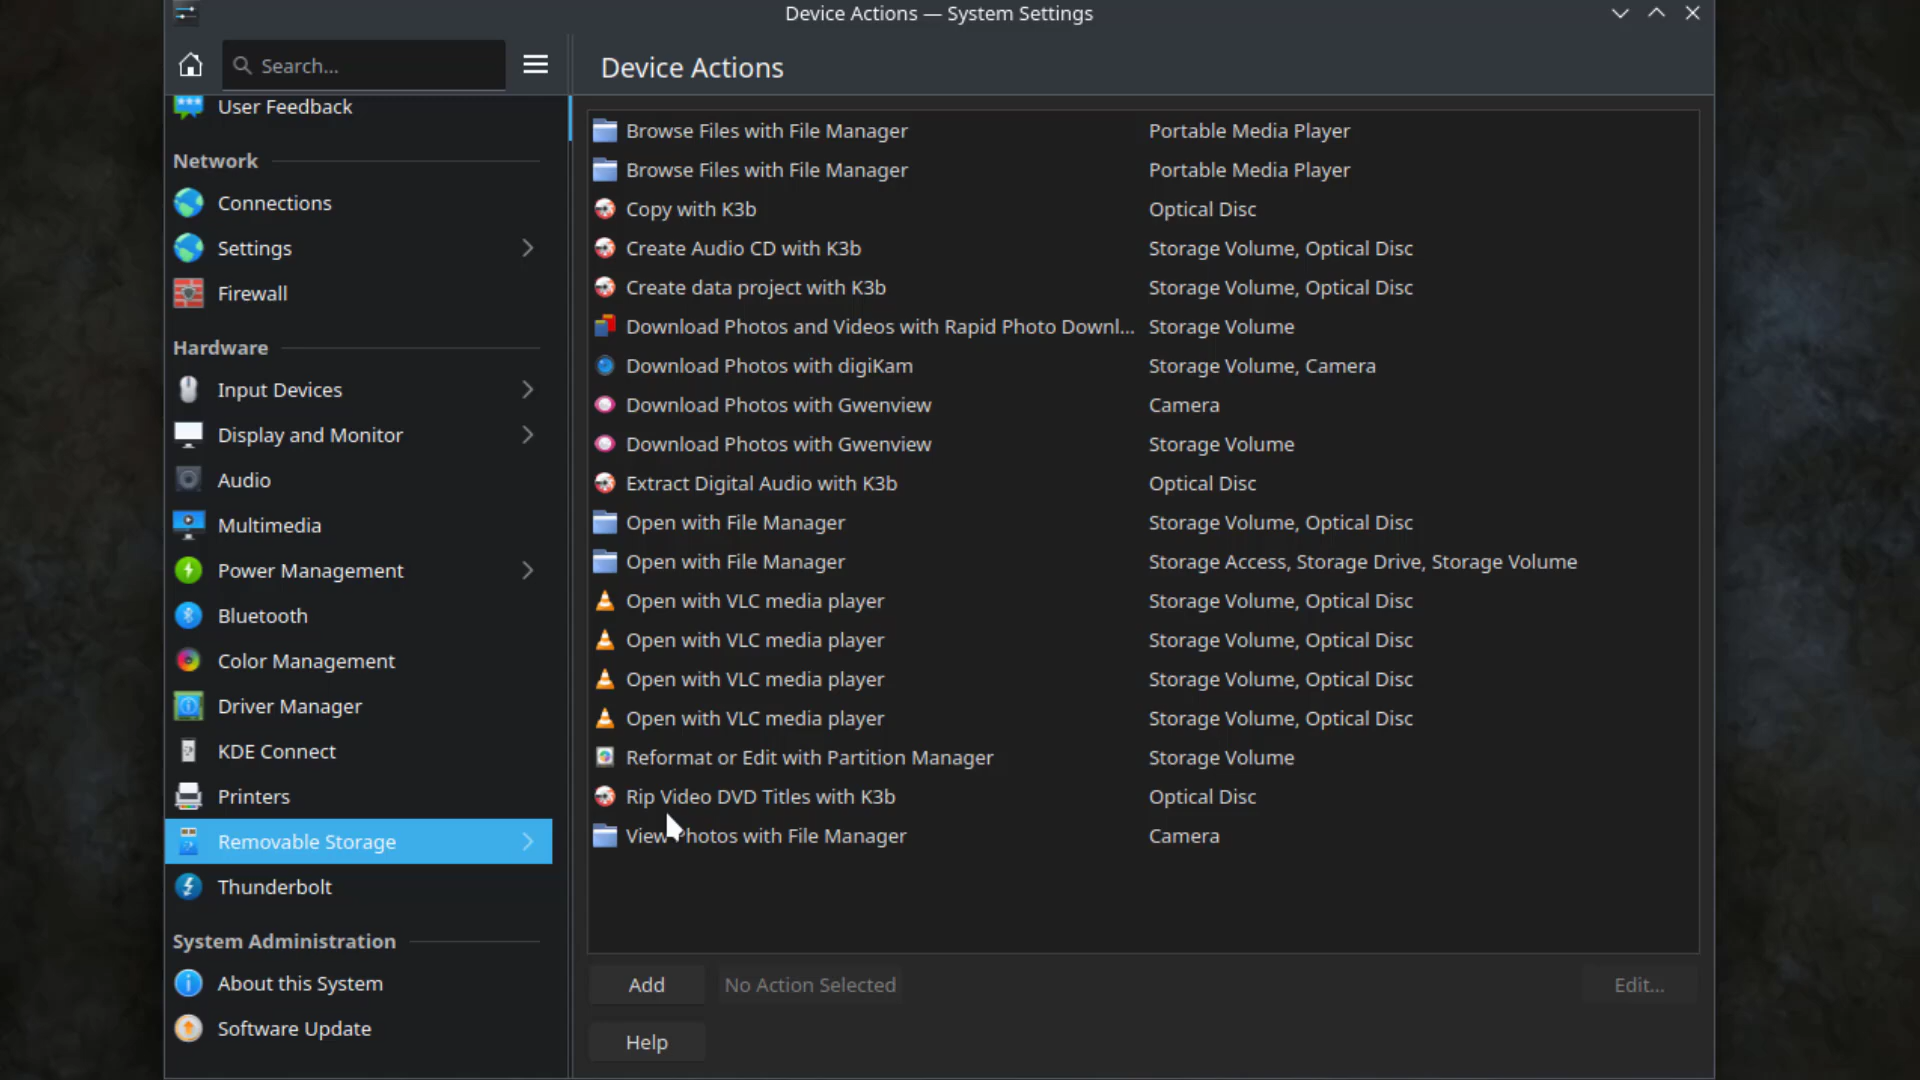 Device Actions — System Settings
Search...
Device Actions
User Feedback
Network
Connections
Settings
Firewall
Hardware
Input Devices
Display and Monitor
Audio
Multimedia
Power Management
Bluetooth
Color Management
Driver Manager
KDE Connect
Printers
Removable Storage
Thunderbolt
System Administration
About this System
Software Update
Browse Files with File Manager Portable Media Player
Browse Files with File Manager Portable Media Player
Copy with K3b Optical Disc
Create Audio CD with K3b Storage Volume, Optical Disc
Create data project with K3b Storage Volume, Optical Disc
Download Photos and Videos with Rapid Photo Downl... Storage Volume
Download Photos with digiKam Storage Volume, Camera
Download Photos with Gwenview Camera
Download Photos with Gwenview Storage Volume
Extract Digital Audio with K3b Optical Disc
Open with File Manager Storage Volume, Optical Disc
Open with File Manager Storage Access, Storage Drive, Storage Volume
Open with VLC media player Storage Volume, Optical Disc
Open with VLC media player Storage Volume, Optical Disc
Open with VLC media player Storage Volume, Optical Disc
Open with VLC media player Storage Volume, Optical Disc
Reformat or Edit with Partition Manager Storage Volume
Rip Video DVD Titles with K3b Optical Disc
View Photos with File Manager Camera
Add No Action Selected Edit...
Help